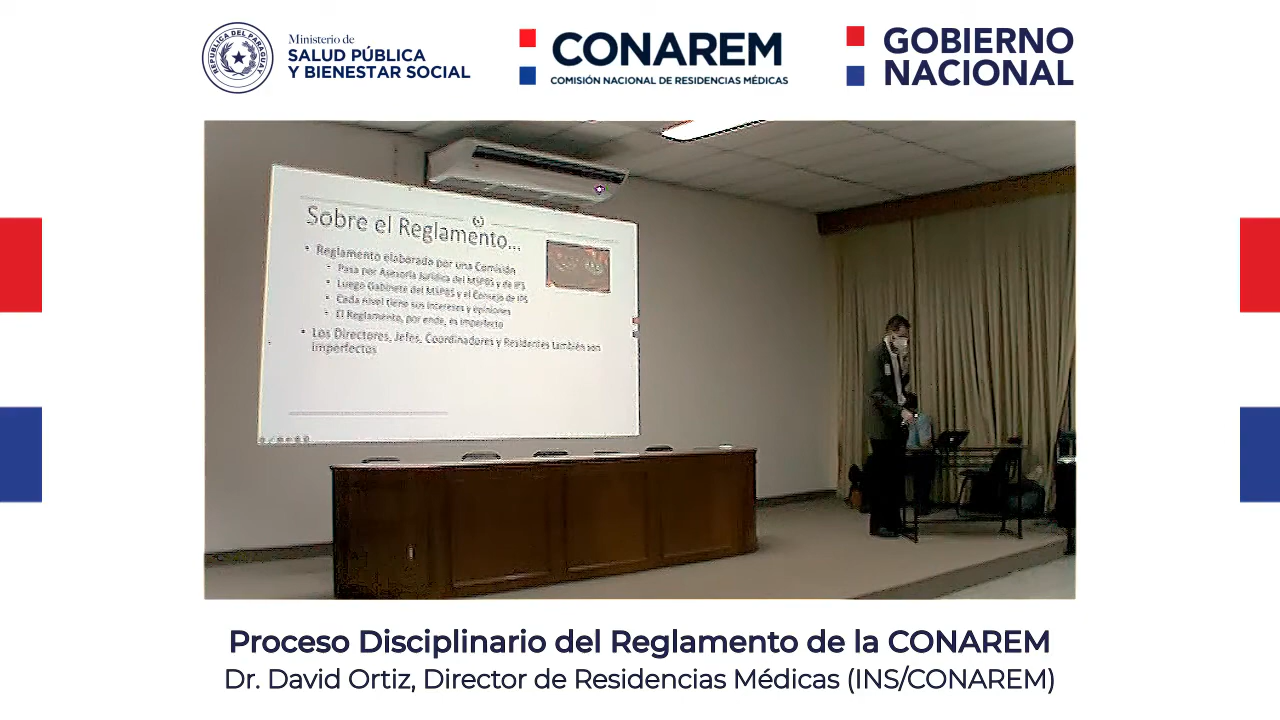 REPUBLICA DEL PARAGUAY
Ministerio de
SALUD PÚBLICA
Y BIENESTAR SOCIAL
CONAREM
COMISIÓN NACIONAL DE RESIDENCIAS MÉDICAS
GOBIERNO
NACIONAL
Sobre el Reglamento...
• Reglamento elaborado por una Comisión
• Pasa por Asesoría Jurídica del MSPBS y de IPS
• Luego Gabinete del MSPBS y el Consejo de IPS
• Cada nivel tiene sus intereses y opiniones
• El Reglamento, por ende, es imperfecto
• Los Directores, Jefes, Coordinadores y Residentes también son
imperfectos
Proceso Disciplinario del Reglamento de la CONAREM
Dr. David Ortiz, Director de Residencias Médicas (INS/CONAREM)